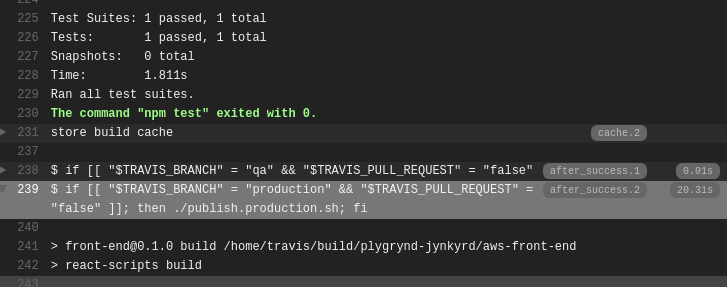 224
225 Test Suites: 1 passed, 1 total
226 Tests:       1 passed, 1 total
227 Snapshots:   0 total
228 Time:        1.811s
229 Ran all test suites.
230 The command "npm test" exited with 0.
231 store build cache cache.2
237
238 $ if [[ "$TRAVIS_BRANCH" = "qa" && "$TRAVIS_PULL_REQUEST" = "false" after_success.1 0.01s
239 $ if [[ "$TRAVIS_BRANCH" = "production" && "$TRAVIS_PULL_REQUEST" = after_success.2 20.31s
"false" ]]; then ./publish.production.sh; fi
240
241 > front-end@0.1.0 build /home/travis/build/plygrynd-jynkyrd/aws-front-end
242 > react-scripts build
243